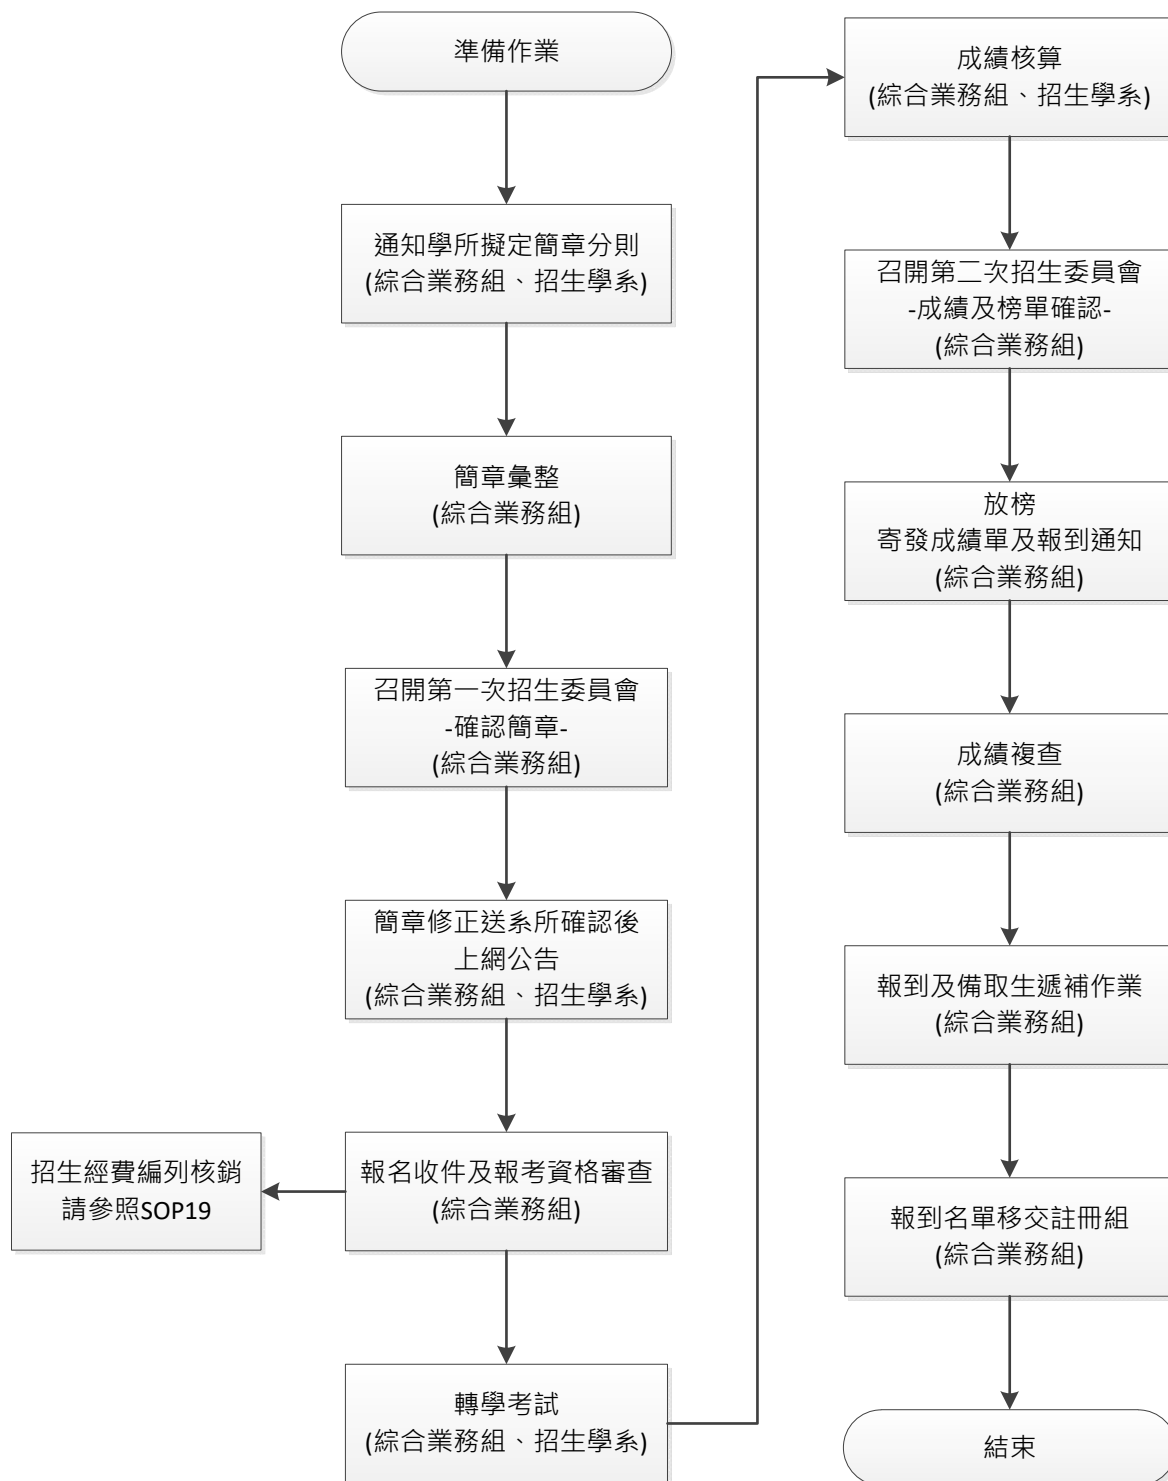 準備作業
通知學所擬定簡章分則
(綜合業務組、招生學系)
簡章彙整
(綜合業務組)
召開第一次招生委員會
-確認簡章-
(綜合業務組)
簡章修正送系所確認後
上網公告
(綜合業務組、招生學系)
報名收件及報考資格審查
(綜合業務組)
招生經費編列核銷
請參照SOP19
轉學考試
(綜合業務組、招生學系)
成績核算
(綜合業務組、招生學系)
召開第二次招生委員會
-成績及榜單確認-
(綜合業務組)
放榜
寄發成績單及報到通知
(綜合業務組)
成績複查
(綜合業務組)
報到及備取生遞補作業
(綜合業務組)
報到名單移交註冊組
(綜合業務組)
結束